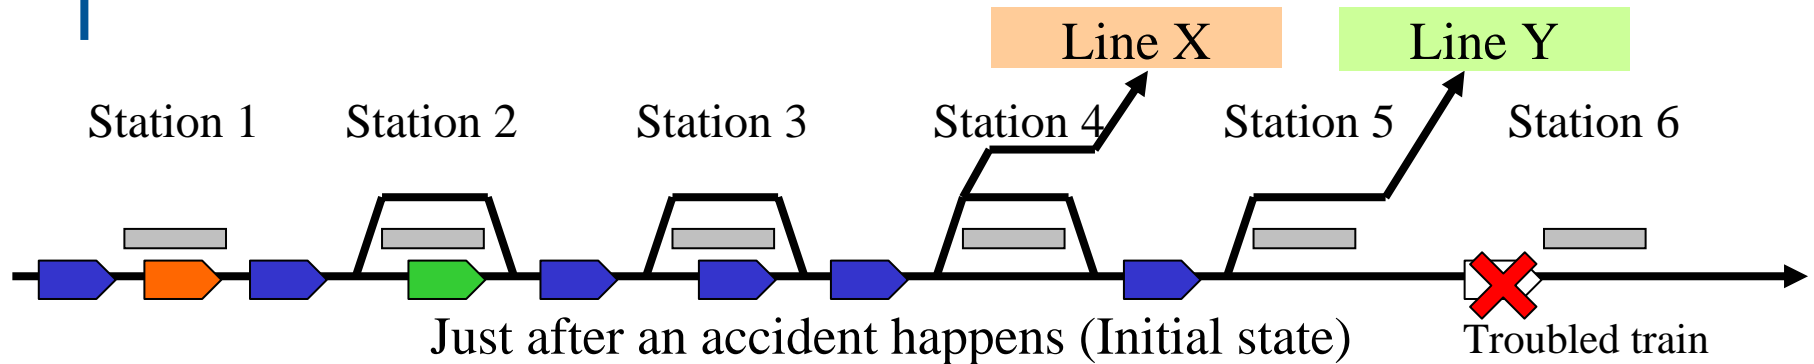 Line X
Line Y
Station 1
Station 2
Station 3
Station 4
Station 5
Station 6
Just after an accident happens (Initial state)
Troubled train